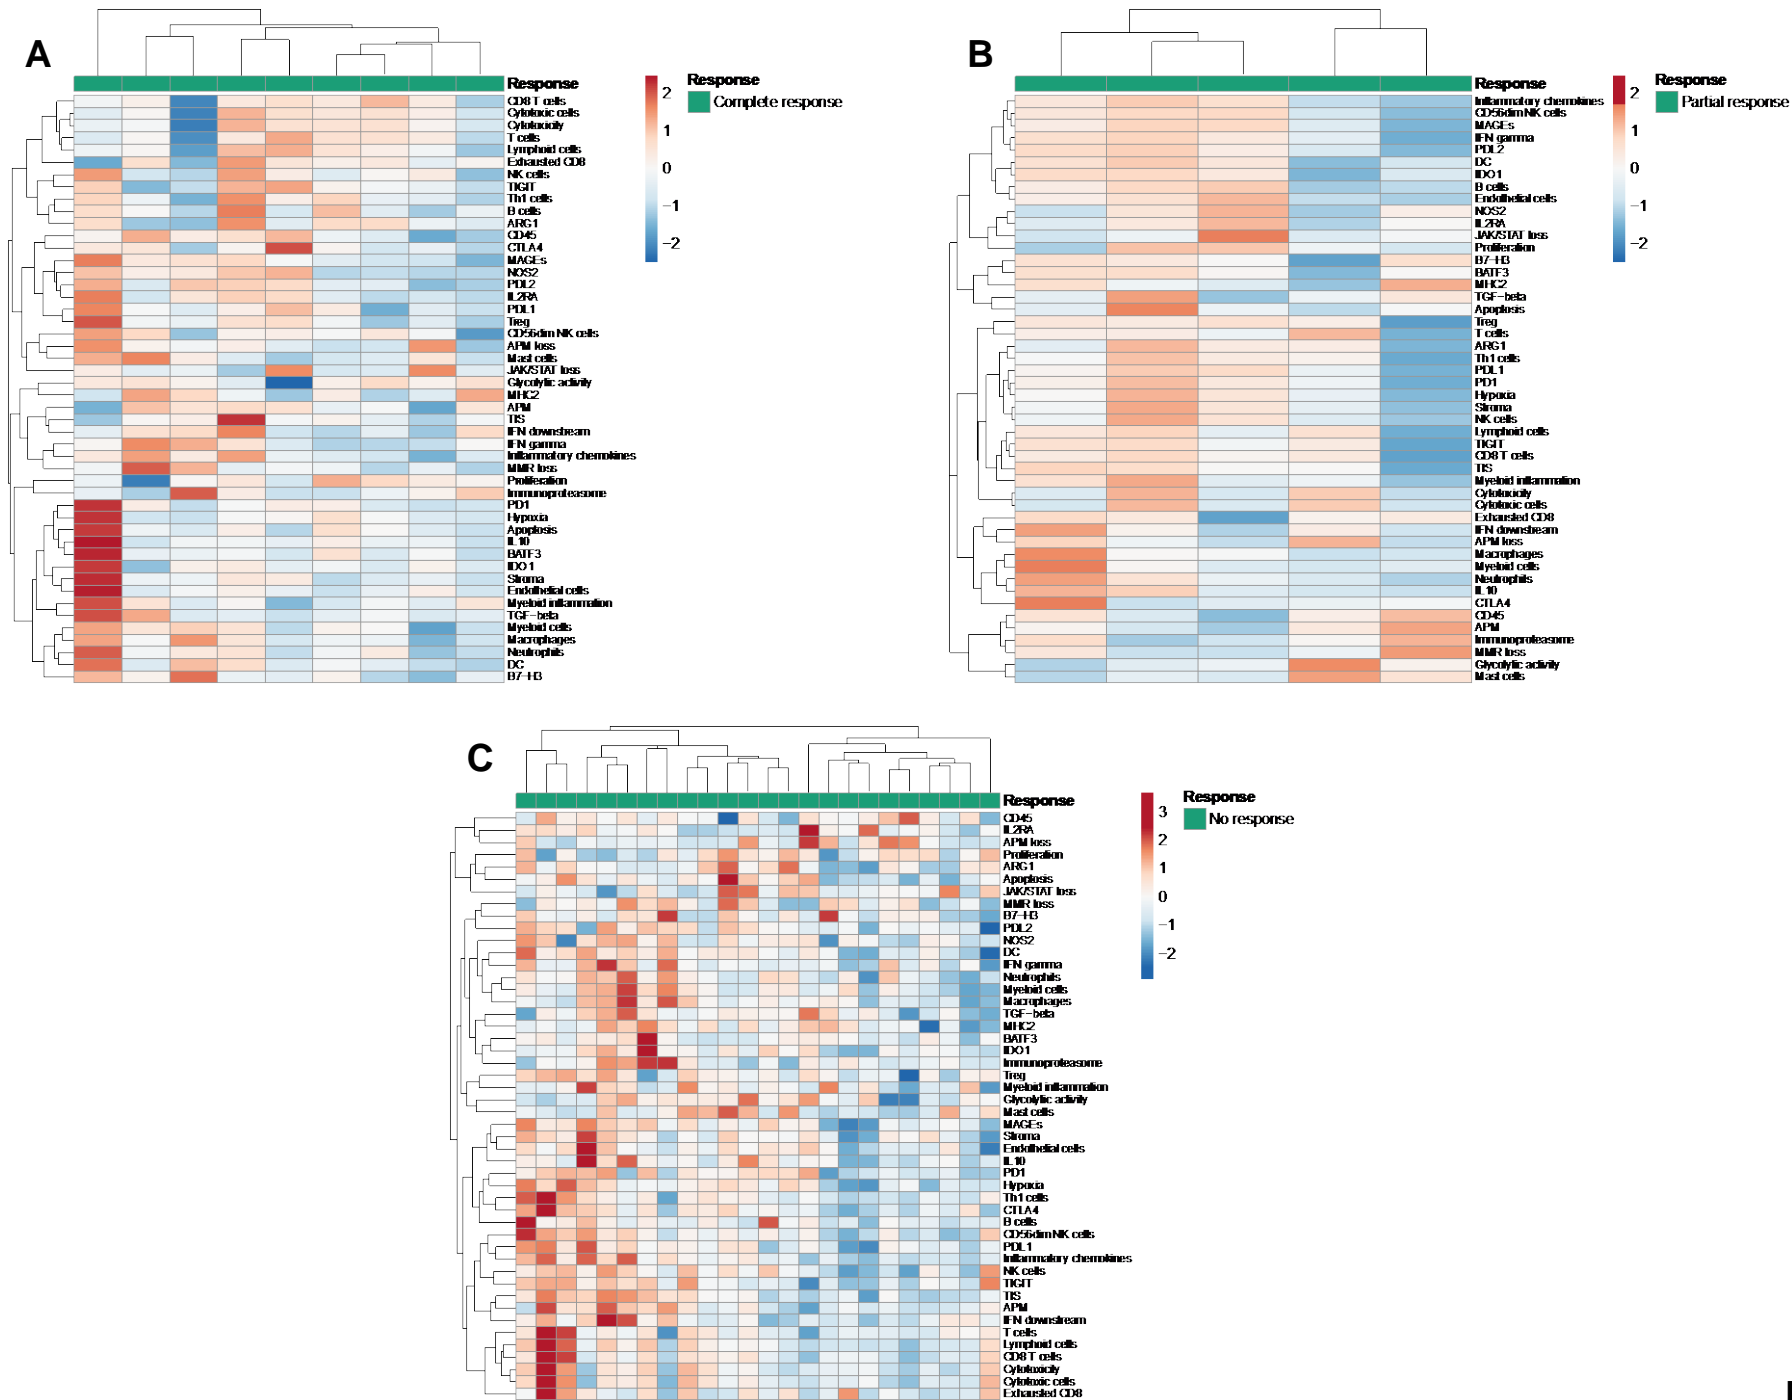 A
Response
CD8 T cells
Cytotoxic cells
Cytotoxicity
T cells
Lymphoid cells
Exhausted CD8
NK cells
TIGIT
Th1 cells
B cells
ARG1
CD45
CTLA4
MAGEs
NOS2
PDL2
IL2RA
PDL1
Treg
CD56dim NK cells
APM loss
Mast cells
JAK/STAT loss
Glycolytic activity
MHC2
APM
TIS
IFN downstream
IFN gamma
Inflammatory chemokines
MMR loss
Proliferation
Immunoproteasome
PD1
Hypoxia
Apoptosis
IL10
BATF3
IDO1
Stroma
Endothelial cells
Myeloid inflammation
TGF-beta
Myeloid cells
Macrophages
Neutrophils
DC
B7-H3
2
1
0
-1
-2
Response
Complete response
B
Response
Inflammatory chemokines
CD56dim NK cells
MAGEs
IFN gamma
PDL2
DC
IDO1
B cells
Endothelial cells
NOS2
IL2RA
JAK/STAT loss
Proliferation
B7-H3
BATF3
MHC2
TGF-beta
Apoptosis
Treg
T cells
ARG1
Th1 cells
PDL1
PD1
Hypoxia
Stroma
NK cells
Lymphoid cells
TIGIT
CD8 T cells
TIS
Myeloid inflammation
Cytotoxicity
Cytotoxic cells
Exhausted CD8
IFN downstream
APM loss
Macrophages
Myeloid cells
Neutrophils
IL10
CTLA4
CD45
APM
Immunoproteasome
MMR loss
Glycolytic activity
Mast cells
2
1
0
-1
-2
Response
Partial response
C
Response
CD45
IL2RA
APM loss
Proliferation
ARG1
Apoptosis
JAK/STAT loss
MMR loss
B7-H3
PDL2
NOS2
DC
IFN gamma
Neutrophils
Myeloid cells
Macrophages
TGF-beta
MHC2
BATF3
IDO1
Immunoproteasome
Treg
Myeloid inflammation
Glycolytic activity
Mast cells
MAGEs
Stroma
Endothelial cells
IL10
PD1
Hypoxia
Th1 cells
CTLA4
B cells
CD56dim NK cells
PDL1
Inflammatory chemokines
NK cells
TIGIT
TIS
APM
IFN downstream
T cells
Lymphoid cells
CD8 T cells
Cytotoxicity
Cytotoxic cells
Exhausted CD8
3
2
1
0
-1
-2
Response
No response